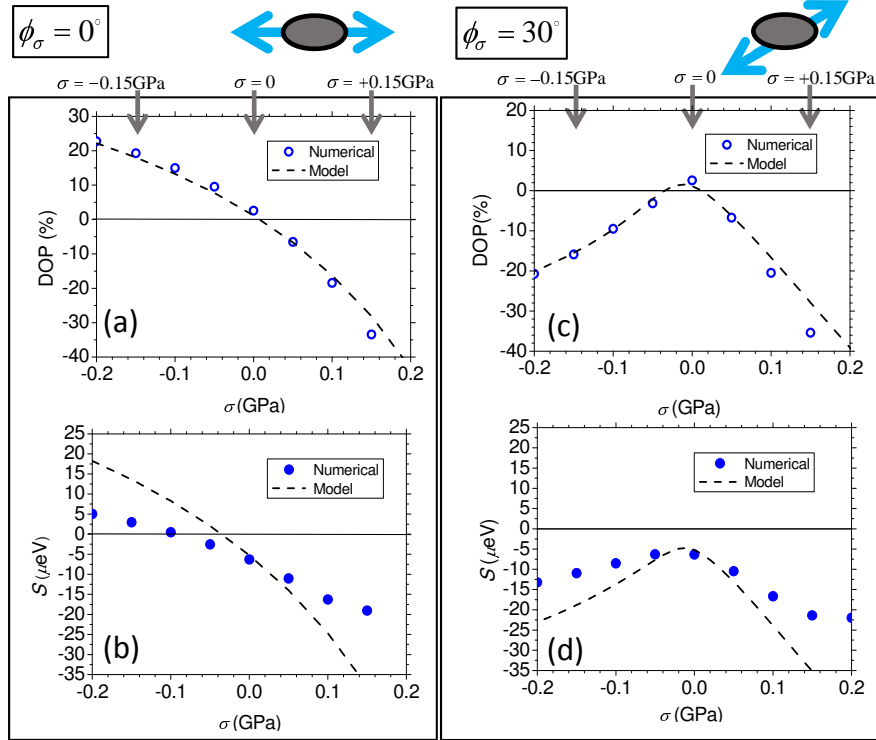 ϕσ = 0° ϕσ = 30°
σ = −0.15GPa σ = 0 σ = +0.15GPa
σ = −0.15GPa σ = 0 σ = +0.15GPa
30
20
10
0
-10
-20
-30
-40
DOP (%)
Numerical
Model
(a)
-0.2 -0.1 0.0 0.1 0.2
σ (GPa)
25
20
15
10
5
0
-5
-10
-15
-20
-25
-30
-35
S (μeV)
Numerical
Model
(b)
-0.2 -0.1 0.0 0.1 0.2
σ (GPa)
20
10
0
-10
-20
-30
-40
DOP(%)
Numerical
Model
(c)
-0.2 -0.1 0.0 0.1 0.2
σ (GPa)
25
20
15
10
5
0
-5
-10
-15
-20
-25
-30
-35
S (μeV)
Numerical
Model
(d)
-0.2 -0.1 0.0 0.1 0.2
σ (GPa)